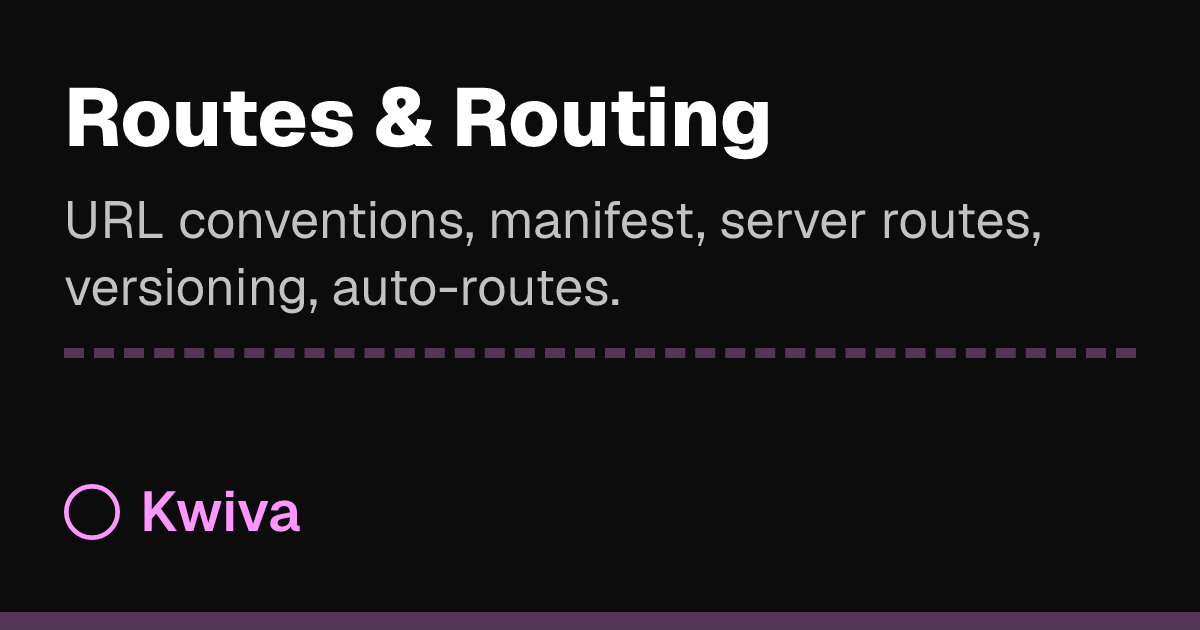 Routes & Routing
URL conventions, manifest, server routes,
versioning, auto-routes.
Kwiva